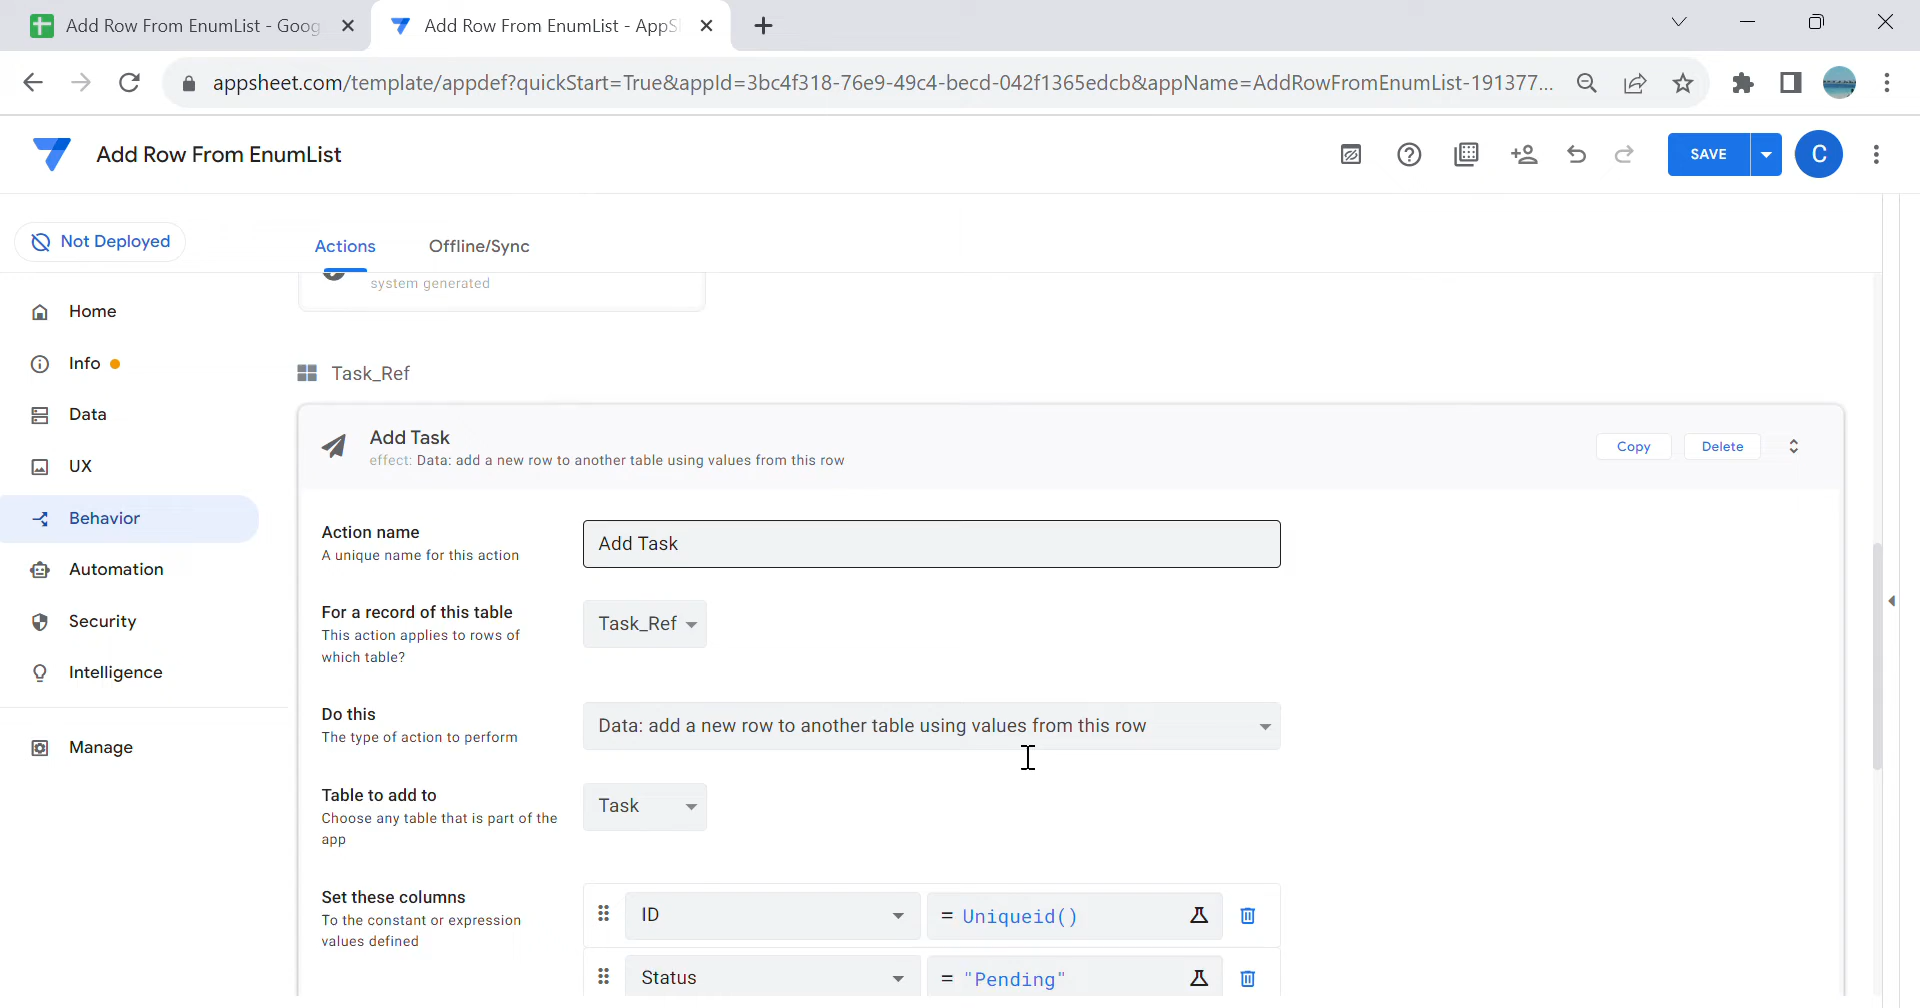 Add Row From EnumList - Goog
Add Row From EnumList - AppS
appsheet.com/template/appdef?quickStart=True&appId=3bc4f318-76e9-49c4-becd-042f1365edcb&appName=AddRowFromEnumList-191377...
Add Row From EnumList
SAVE
C
Not Deployed
Actions
Offline/Sync
system generated
Home
Info
Data
UX
Behavior
Automation
Security
Intelligence
Manage
Task_Ref
Add Task
effect: Data: add a new row to another table using values from this row
Copy
Delete
Action name
A unique name for this action
Add Task
For a record of this table
This action applies to rows of
which table?
Task_Ref
Do this
The type of action to perform
Data: add a new row to another table using values from this row
Table to add to
Choose any table that is part of the
app
Task
Set these columns
To the constant or expression
values defined
ID
= Uniqueid()
Status
= "Pending"